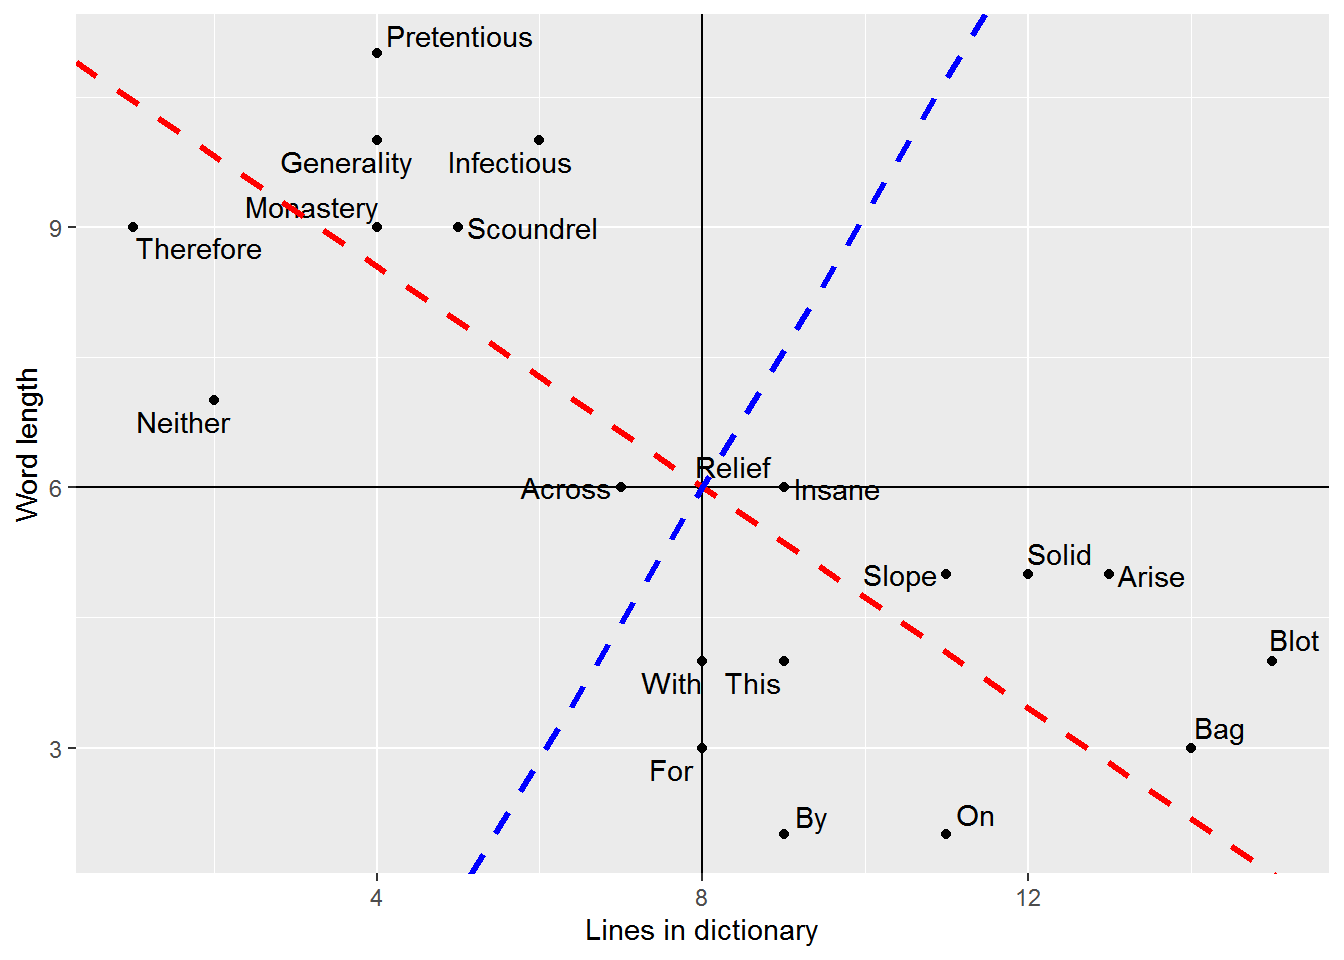 Pretentious
Generality
Infectious
Monastery
Scoundrel
Therefore
Neither
Relief
Across
Insane
Solid
Slope
Arise
Blot
With
This
Bag
For
By
On
9
6
3
Word length
4
8
12
Lines in dictionary